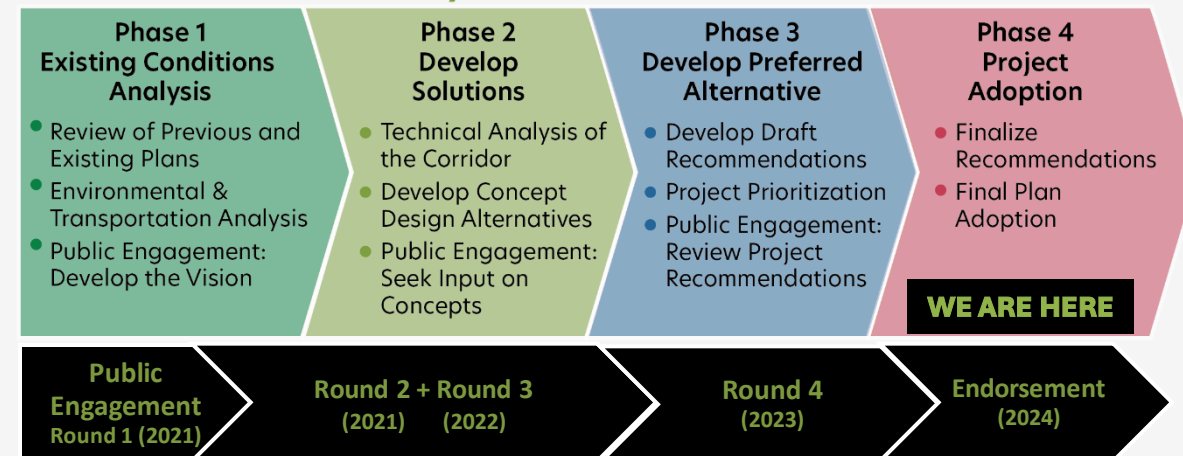 Phase 1
Existing Conditions
Analysis
• Review of Previous and
Existing Plans
• Environmental &
Transportation Analysis
• Public Engagement:
Develop the Vision
Phase 2
Develop
Solutions
• Technical Analysis of
the Corridor
• Develop Concept
Design Alternatives
• Public Engagement:
Seek Input on
Concepts
Phase 3
Develop Preferred
Alternative
• Develop Draft
Recommendations
• Project Prioritization
• Public Engagement:
Review Project
Recommendations
Phase 4
Project
Adoption
• Finalize
Recommendations
• Final Plan
Adoption
WE ARE HERE
Public
Engagement
Round 1 (2021)
Round 2 + Round 3
(2021) (2022)
Round 4
(2023)
Endorsement
(2024)